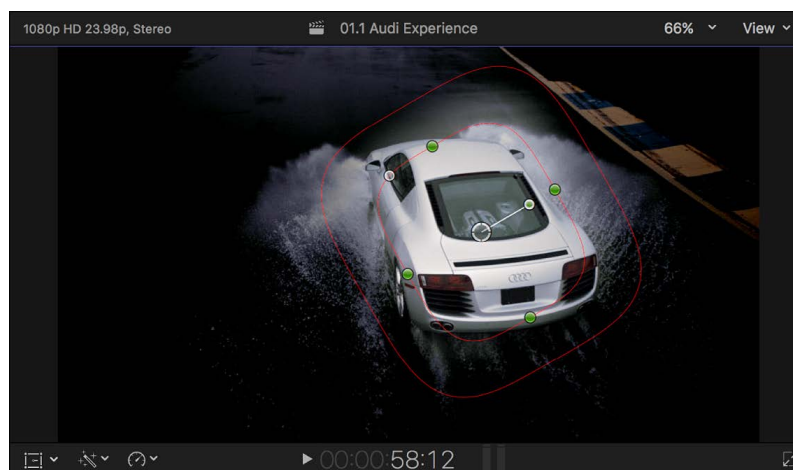 1080p HD 23.98p, Stereo
01.1 Audi Experience
66%
View
00:00:58:12